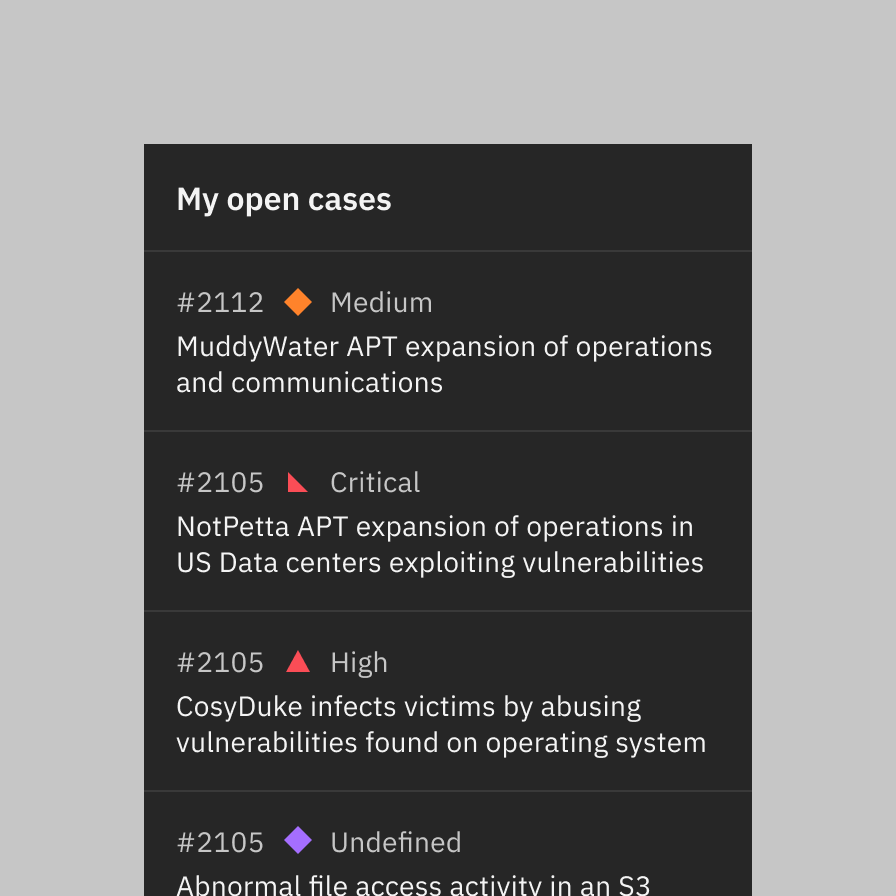 My open cases
#2112 Medium
MuddyWater APT expansion of operations
and communications
#2105 Critical
NotPetta APT expansion of operations in
US Data centers exploiting vulnerabilities
#2105 High
CosyDuke infects victims by abusing
vulnerabilities found on operating system
#2105 Undefined
Abnormal file access activity in an S3